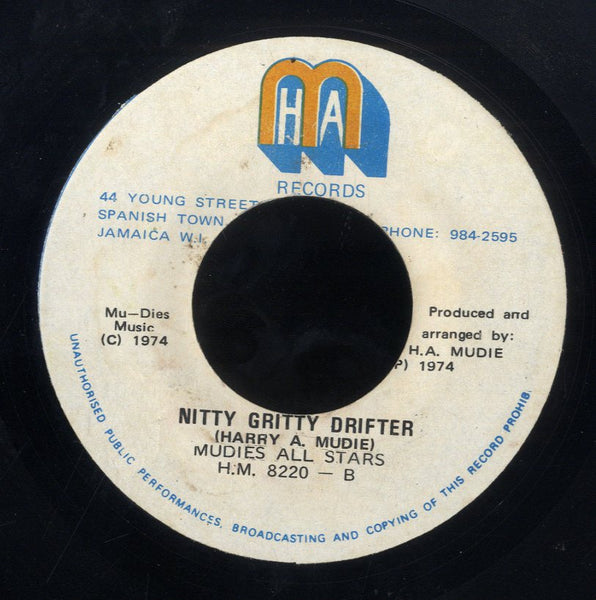 HAM
RECORDS
44 YOUNG STREET
SPANISH TOWN
JAMAICA W.I.
PHONE: 984-2595
Mu-Dies
Music
(C) 1974
Produced and
arranged by:
H.A. MUDIE
P) 1974
NITTY GRITTY DRIFTER
(HARRY A. MUDIE)
MUDIES ALL STARS
H.M. 8220 — B
UNAUTHORISED PUBLIC PERFORMANCES, BROADCASTING AND COPYING OF THIS RECORD PROHIB.